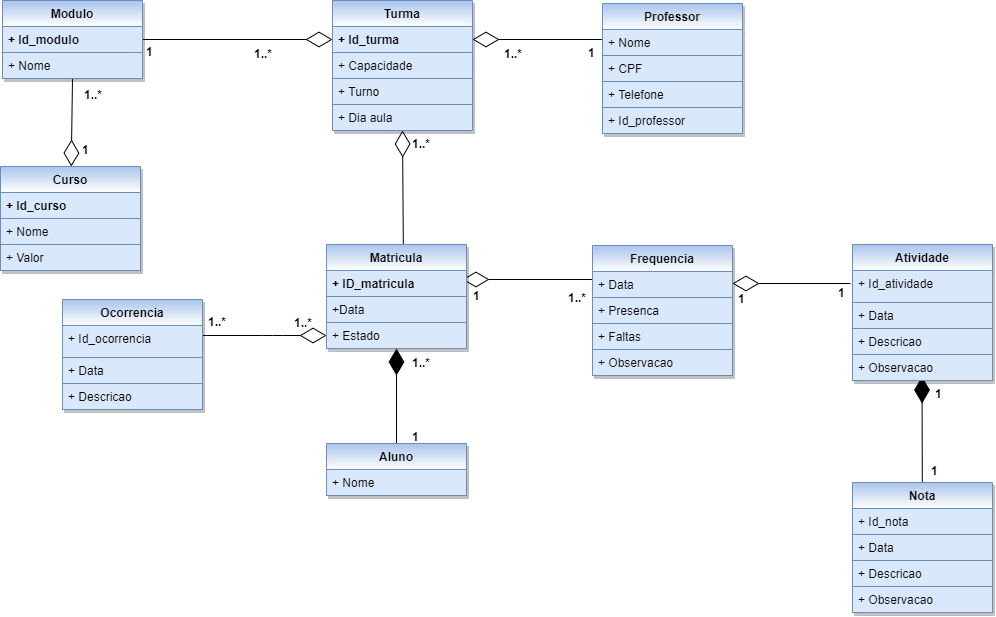 Modulo
+ Id_modulo
+ Nome
1
1..*
Turma
+ Id_turma
+ Capacidade
+ Turno
+ Dia aula
1..*
1
Professor
+ Nome
+ CPF
+ Telefone
+ Id_professor
1..*
1
Curso
+ Id_curso
+ Nome
+ Valor
1..*
Matricula
+ ID_matricula
+Data
+ Estado
1
1..*
Frequencia
+ Data
+ Presenca
+ Faltas
+ Observacao
1
1
Atividade
+ Id_atividade
+ Data
+ Descricao
+ Observacao
Ocorrencia
+ Id_ocorrencia
+ Data
+ Descricao
1..*
1..*
1..*
1
Aluno
+ Nome
1
1
Nota
+ Id_nota
+ Data
+ Descricao
+ Observacao